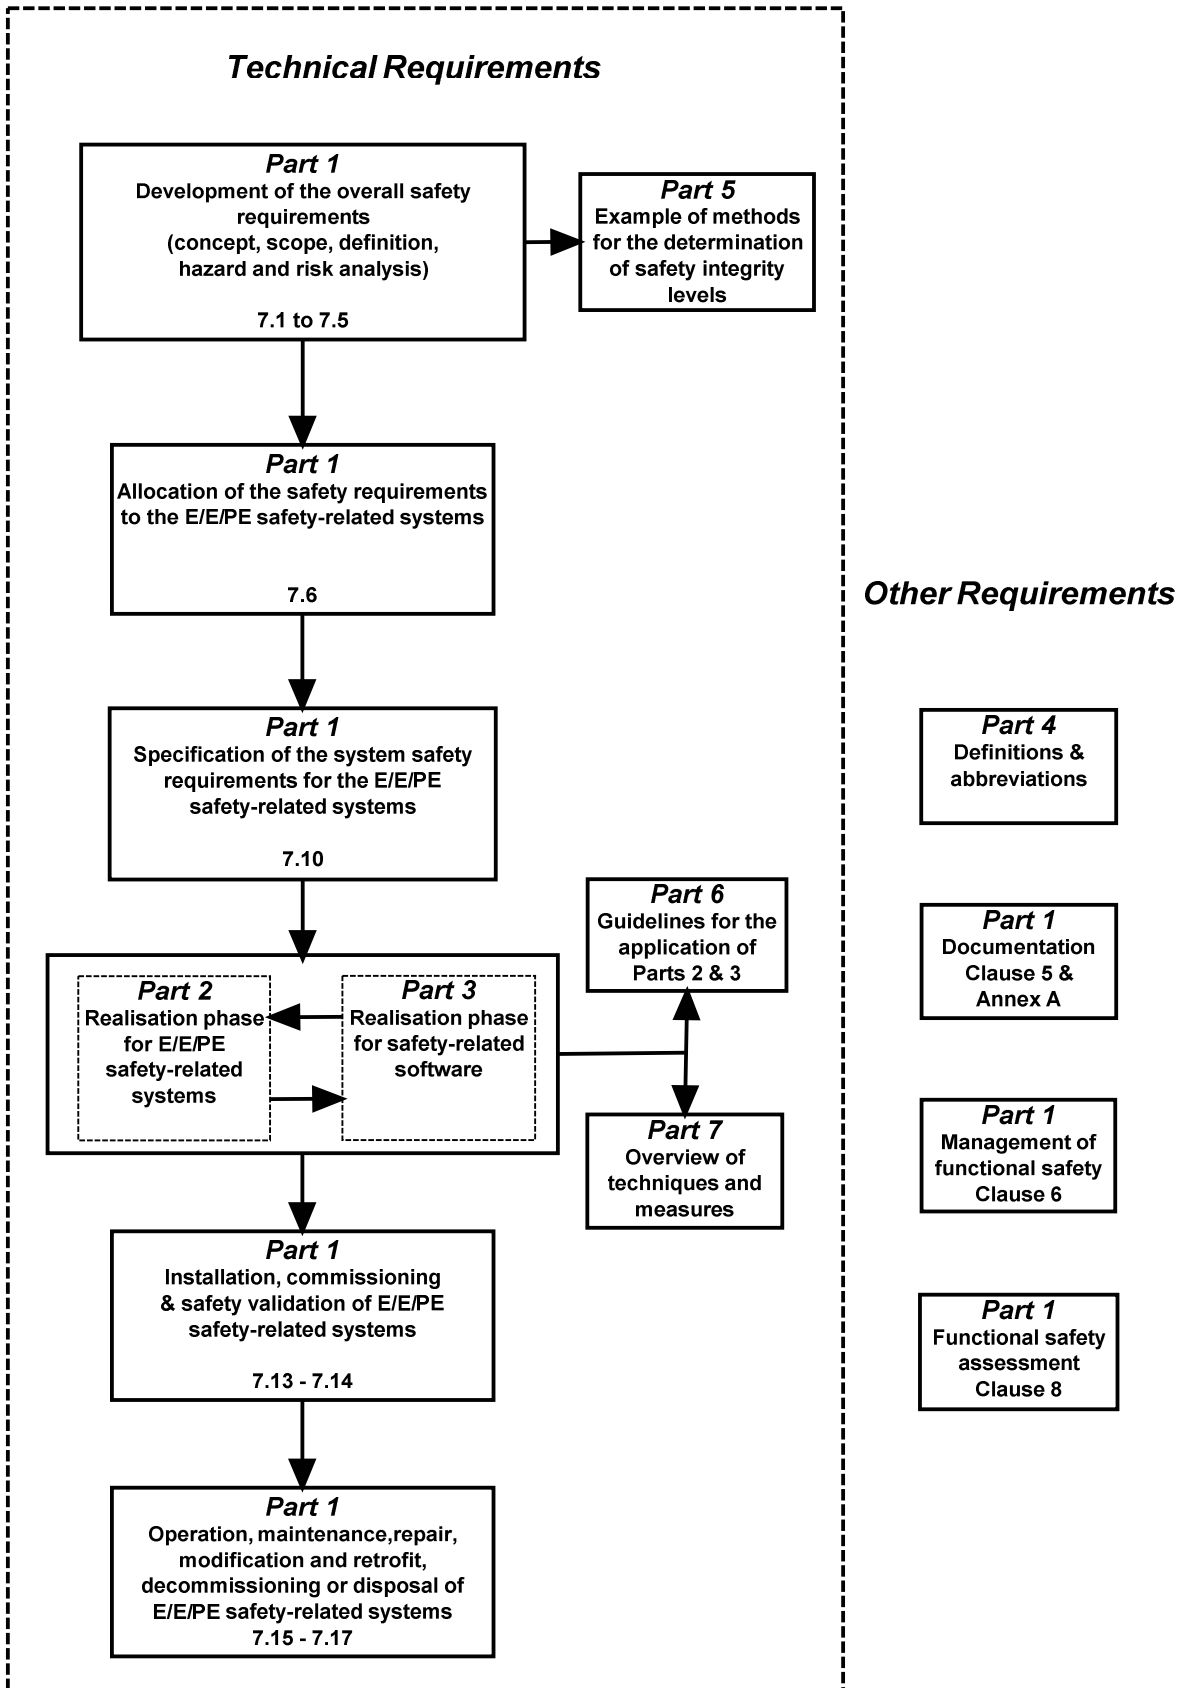 Technical Requirements
Part 1
Development of the overall safety
requirements
(concept, scope, definition,
hazard and risk analysis)
7.1 to 7.5
Part 5
Example of methods
for the determination
of safety integrity
levels
Part 1
Allocation of the safety requirements
to the E/E/PE safety-related systems
7.6
Part 1
Specification of the system safety
requirements for the E/E/PE
safety-related systems
7.10
Part 2
Realisation phase
for E/E/PE
safety-related
systems
Part 3
Realisation phase
for safety-related
software
Part 6
Guidelines for the
application of
Parts 2 & 3
Part 7
Overview of
techniques and
measures
Part 1
Installation, commissioning
& safety validation of E/E/PE
safety-related systems
7.13 - 7.14
Part 1
Operation, maintenance,repair,
modification and retrofit,
decommissioning or disposal of
E/E/PE safety-related systems
7.15 - 7.17
Other Requirements
Part 4
Definitions &
abbreviations
Part 1
Documentation
Clause 5 &
Annex A
Part 1
Management of
functional safety
Clause 6
Part 1
Functional safety
assessment
Clause 8